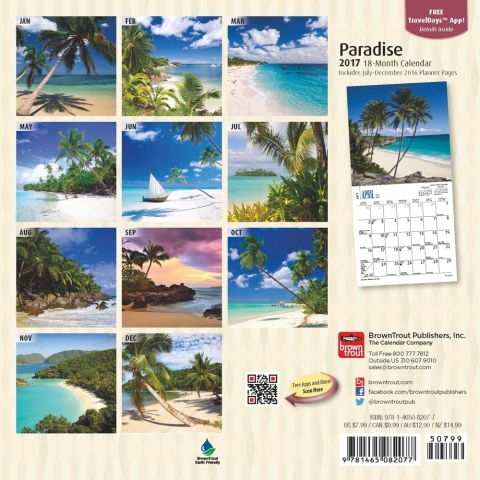 JAN
FEB
MAR
FREE
TravelDays™ App!
Details Inside
Paradise
2017 18-Month Calendar
Includes July-December 2016 Planner Pages
MAY
JUN
JUL
APRIL
AUG
SEP
OCT
NOV
DEC
brown
trout
BrownTrout Publishers, Inc.
The Calendar Company
Toll Free 800 777 7812
Outside US 310 607 9010
sales@browntrout.com
browntrout.com
facebook.com/browntroutpublishers
@browntroutpub
Free Apps and More!
Scan Here
ISBN: 978-1-4650-8207-7
US $7.99 / CAN $9.99 / AU $12.00 / NZ $14.99
50799
9 781465 082077
BrownTrout
Earth Friendly